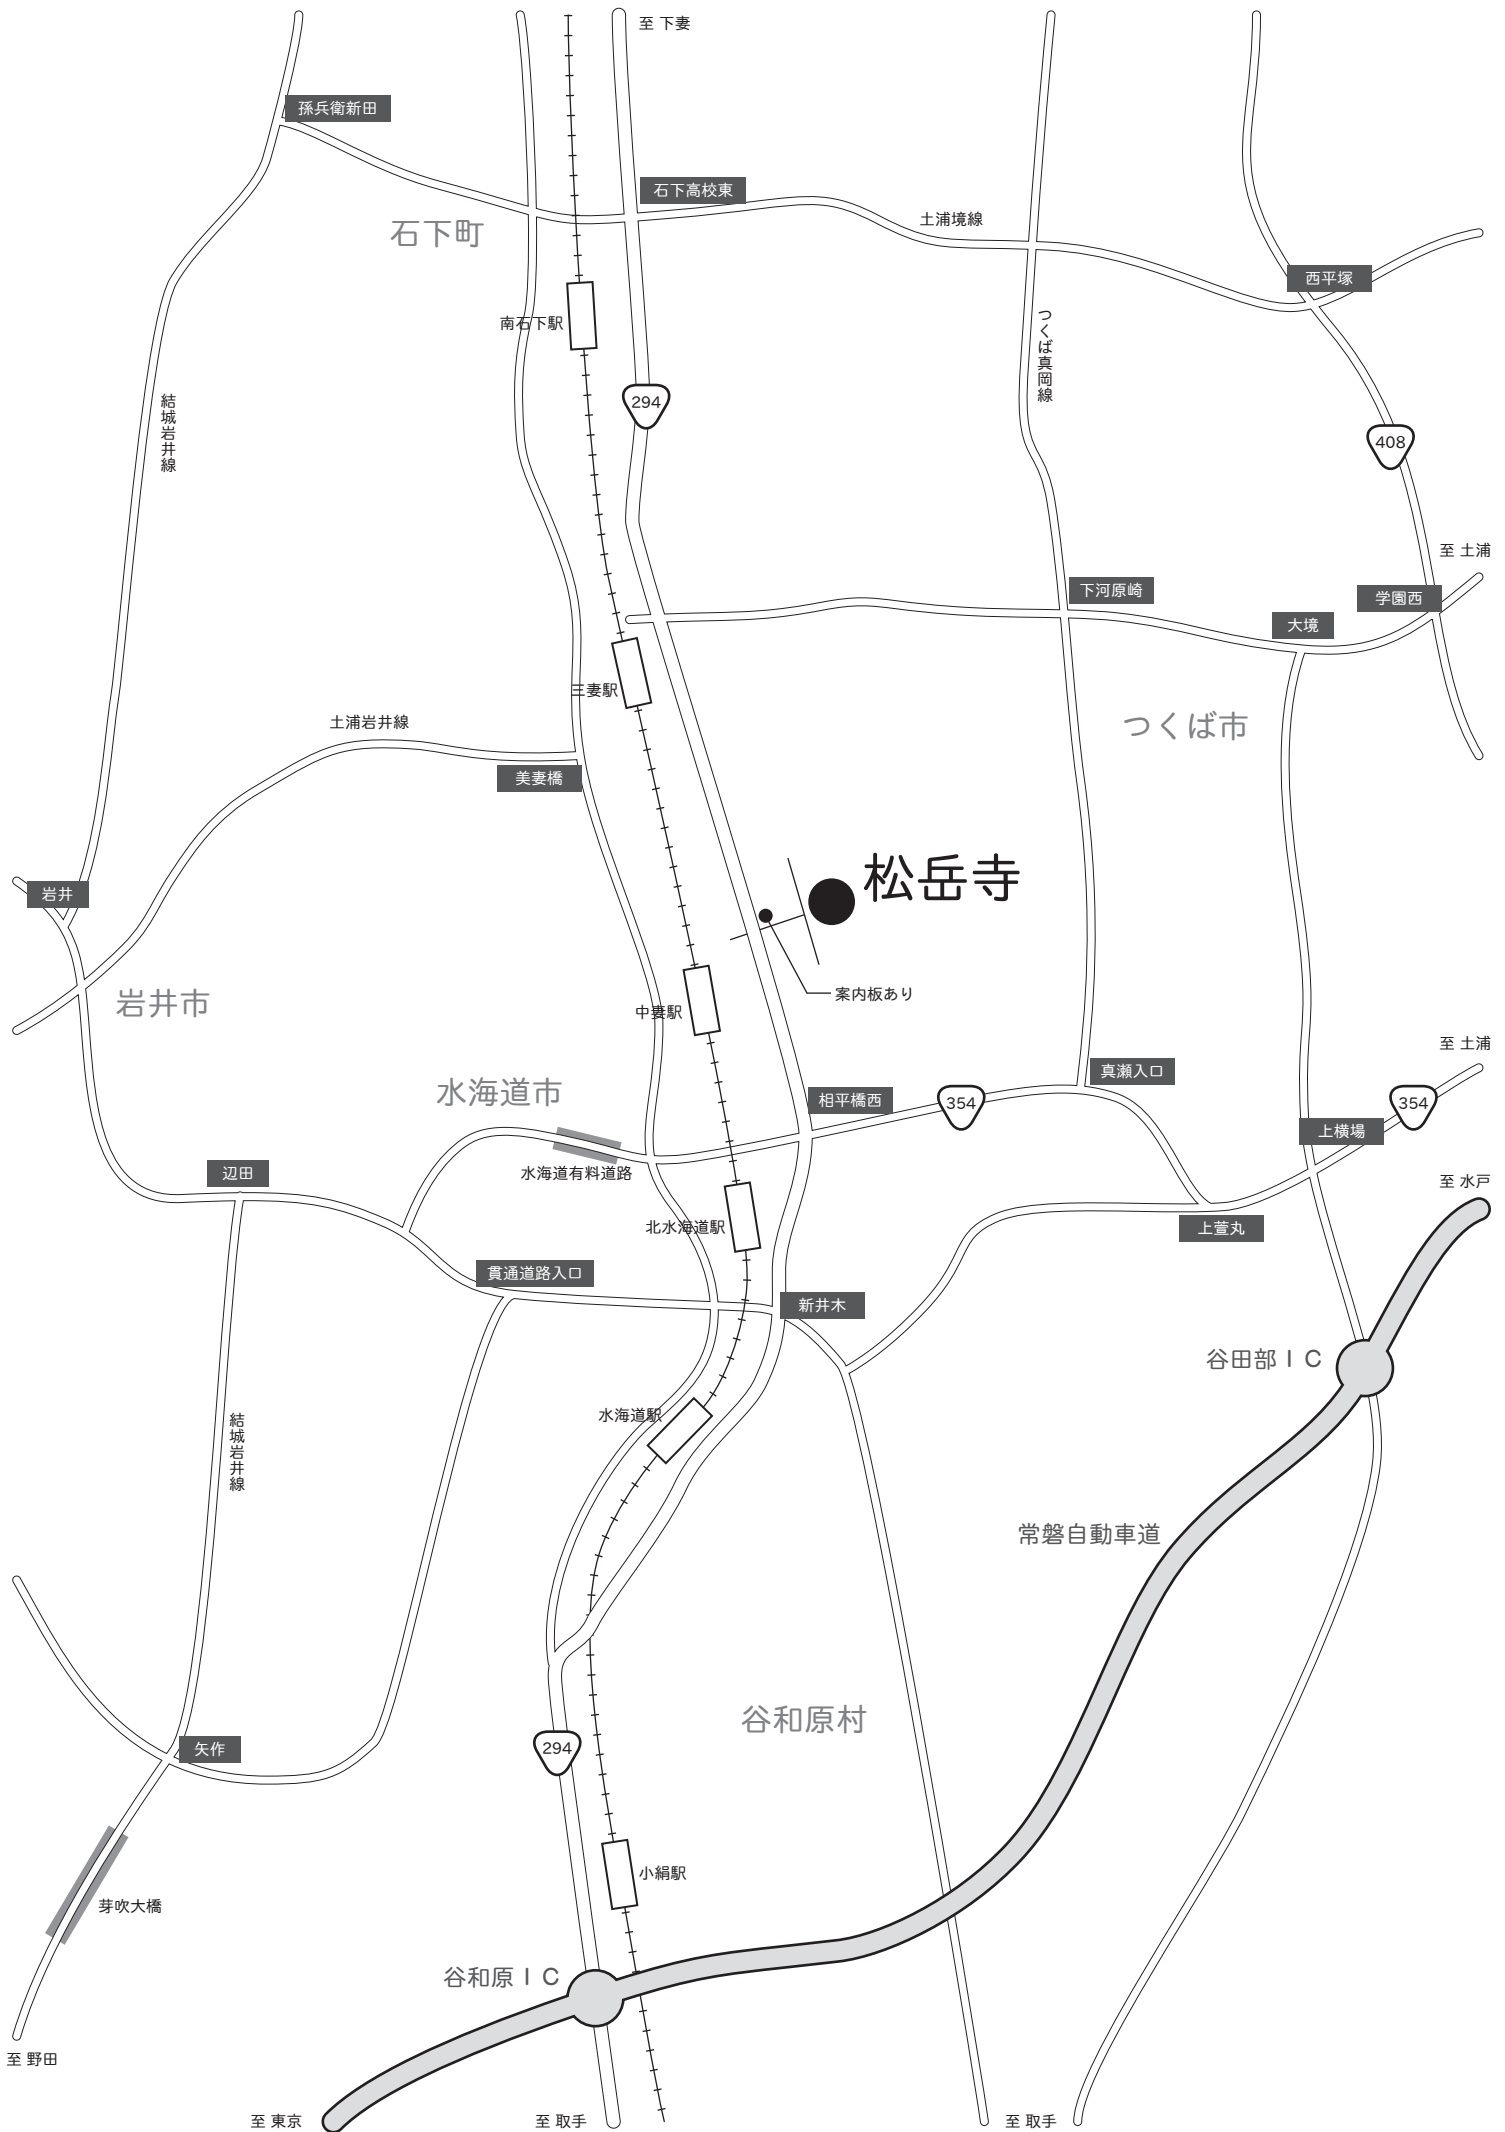 至 下妻
孫兵衛新田
石下高校東
土浦境線
石下町
西平塚
南石下駅
つくば真岡線
294
結城岩井線
408
至 土浦
下河原崎
学園西
大境
三妻駅
土浦岩井線
つくば市
美妻橋
松岳寺
岩井
案内板あり
岩井市
中妻駅
至 土浦
真瀬入口
水海道市
相平橋西
354
354
上横場
水海道有料道路
辺田
至 水戸
北水海道駅
上萱丸
貫通道路入口
新井木
谷田部ＩＣ
水海道駅
結城岩井線
常磐自動車道
谷和原村
矢作
294
小絹駅
芽吹大橋
谷和原ＩＣ
至 野田
至 東京
至 取手
至 取手